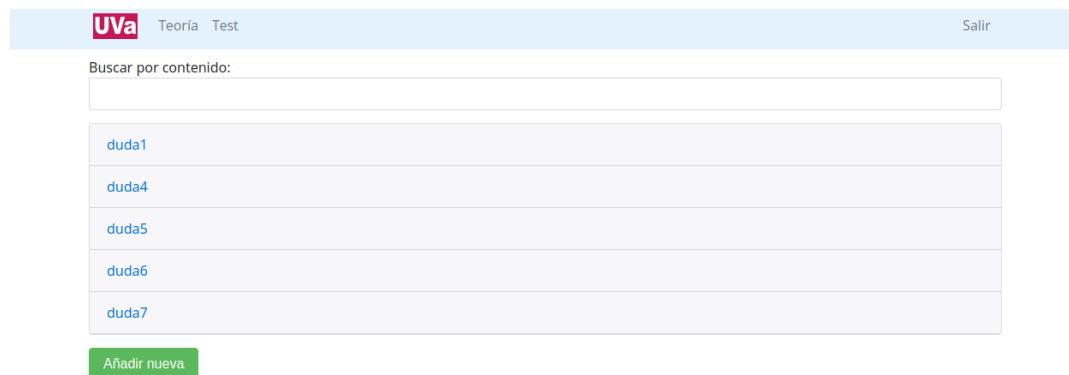 UVa Teoría Test Salir
Buscar por contenido:
duda1
duda4
duda5
duda6
duda7
Añadir nueva